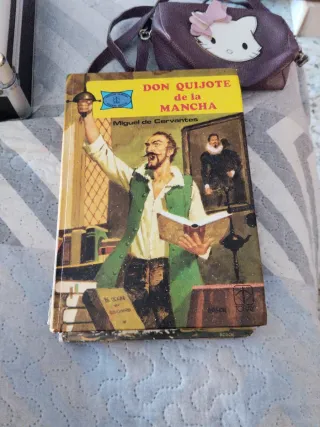 DON QUIJOTE
de la
MANCHA
Miguel de Cervantes